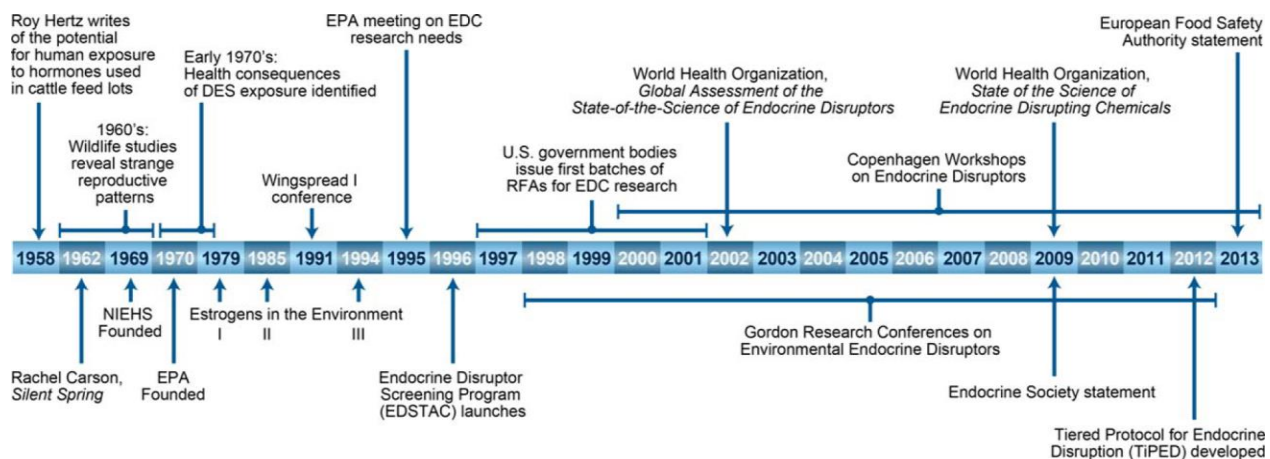 Roy Hertz writes
of the potential
for human exposure
to hormones used
in cattle feed lots
1960's:
Wildlife studies
reveal strange
reproductive
patterns
Early 1970's:
Health consequences
of DES exposure identified
Wingspread I
conference
EPA meeting on EDC
research needs
U.S. government bodies
issue first batches of
RFAs for EDC research
World Health Organization,
Global Assessment of the
State-of-the-Science of Endocrine Disruptors
Copenhagen Workshops
on Endocrine Disruptors
World Health Organization,
State of the Science of
Endocrine Disrupting Chemicals
European Food Safety
Authority statement
1958 1962 1969 1970 1979 1985 1991 1994 1995 1996 1997 1998 1999 2000 2001 2002 2003 2004 2005 2006 2007 2008 2009 2010 2011 2012 2013
Rachel Carson,
Silent Spring
NIEHS
Founded
EPA
Founded
Estrogens in the Environment
I II III
Endocrine Disruptor
Screening Program
(EDSTAC) launches
Gordon Research Conferences on
Environmental Endocrine Disruptors
Endocrine Society statement
Tiered Protocol for Endocrine
Disruption (TiPED) developed